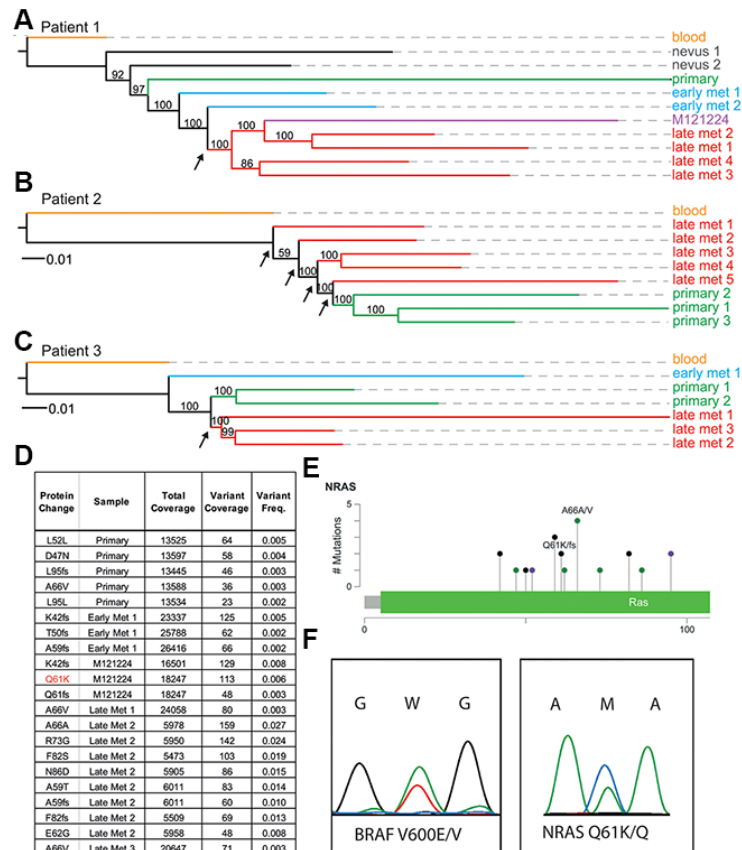 A
Patient 1
blood
nevus 1
nevus 2
primary
early met 1
early met 2
M121224
late met 2
late met 1
late met 4
late met 3
92
97
100
100
100
100
100
86
B
Patient 2
0.01
blood
late met 1
late met 2
late met 3
late met 4
late met 5
primary 2
primary 1
primary 3
59
100
100
100
100
100
C
Patient 3
0.01
blood
early met 1
primary 1
primary 2
late met 1
late met 3
late met 2
100
100
100
99
D
Protein Change Sample Total Coverage Variant Coverage Variant Freq.
L52L Primary 13525 64 0.005
D47N Primary 13597 58 0.004
L95fs Primary 13445 46 0.003
A66V Primary 13588 36 0.003
L95L Primary 13534 23 0.002
K42fs Early Met 1 23337 125 0.005
T50fs Early Met 1 25788 62 0.002
A59fs Early Met 1 26416 66 0.002
K42fs M121224 16501 129 0.008
Q61K M121224 18247 113 0.006
Q61fs M121224 18247 48 0.003
A66V Late Met 1 24058 80 0.003
A66A Late Met 2 5978 159 0.027
R73G Late Met 2 5950 142 0.024
F82S Late Met 2 5473 103 0.019
N86D Late Met 2 5905 86 0.015
A59T Late Met 2 6011 83 0.014
A59fs Late Met 2 6011 60 0.010
F82fs Late Met 2 5509 69 0.013
E62G Late Met 2 5958 48 0.008
A66V Late Met 3 20647 71 0.003
E
NRAS
# Mutations
5
0
A66A/V
Q61K/fs
Ras
0
100
F
G W G
BRAF V600E/V
A M A
NRAS Q61K/Q